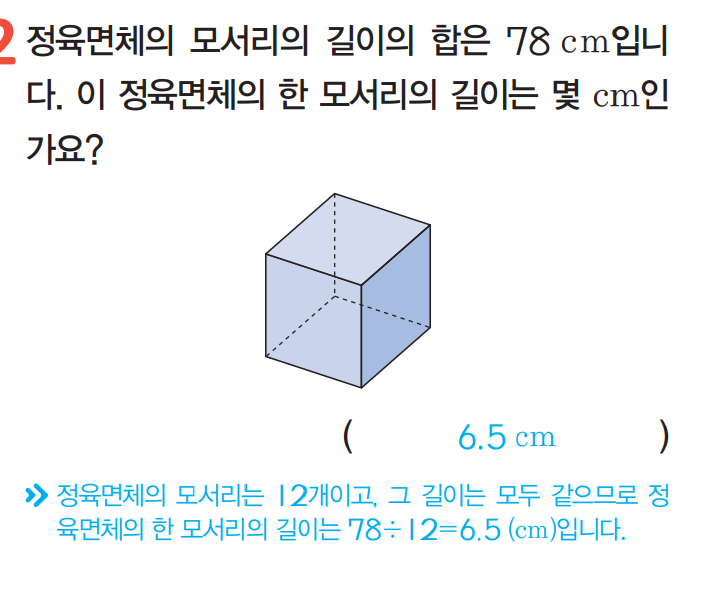 2 정육면체의 모서리의 길이의 합은 78 cm입니
다. 이 정육면체의 한 모서리의 길이는 몇 cm인
가요?
( 6.5 cm )
» 정육면체의 모서리는 12개이고, 그 길이는 모두 같으므로 정
육면체의 한 모서리의 길이는 78÷12=6.5 (cm)입니다.